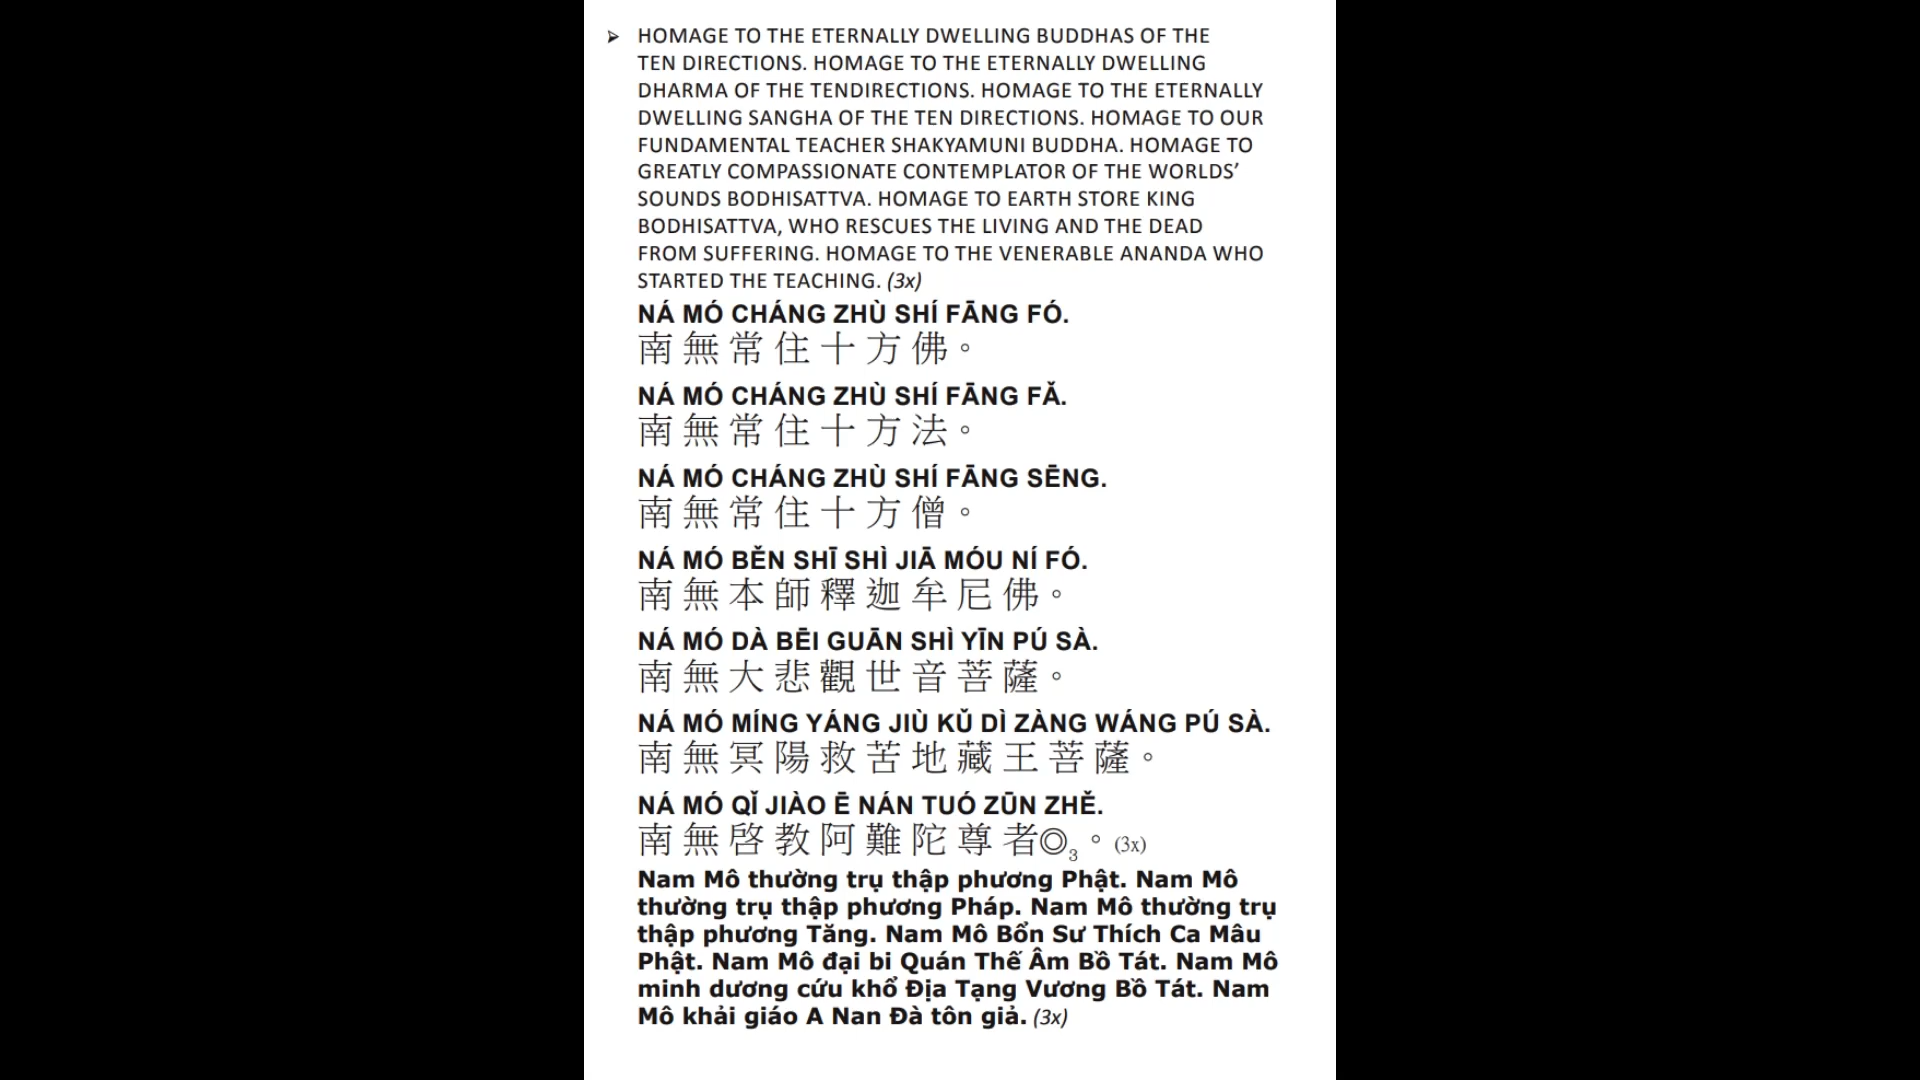 ➢ HOMAGE TO THE ETERNALLY DWELLING BUDDHAS OF THE
TEN DIRECTIONS. HOMAGE TO THE ETERNALLY DWELLING
DHARMA OF THE TENDIRECTIONS. HOMAGE TO THE ETERNALLY
DWELLING SANGHA OF THE TEN DIRECTIONS. HOMAGE TO OUR
FUNDAMENTAL TEACHER SHAKYAMUNI BUDDHA. HOMAGE TO
GREATLY COMPASSIONATE CONTEMPLATOR OF THE WORLDS’
SOUNDS BODHISATTVA. HOMAGE TO EARTH STORE KING
BODHISATTVA, WHO RESCUES THE LIVING AND THE DEAD
FROM SUFFERING. HOMAGE TO THE VENERABLE ANANDA WHO
STARTED THE TEACHING. (3x)
NÁ MÓ CHÁNG ZHÙ SHÍ FĀNG FÓ.
南無常住十方佛。
NÁ MÓ CHÁNG ZHÙ SHÍ FĀNG FǍ.
南無常住十方法。
NÁ MÓ CHÁNG ZHÙ SHÍ FĀNG SĒNG.
南無常住十方僧。
NÁ MÓ BĚN SHĪ SHÌ JIĀ MÓU NÍ FÓ.
南無本師釋迦牟尼佛。
NÁ MÓ DÀ BĒI GUĀN SHÌ YĪN PÚ SÀ.
南無大悲觀世音菩薩。
NÁ MÓ MÍNG YÁNG JIÙ KǓ DÌ ZÀNG WÁNG PÚ SÀ.
南無冥陽救苦地藏王菩薩。
NÁ MÓ QǏ JIÀO Ē NÁN TUÓ ZŪN ZHĚ.
南無啓教阿難陀尊者◎3。(3x)
Nam Mô thường trụ thập phương Phật. Nam Mô
thường trụ thập phương Pháp. Nam Mô thường trụ
thập phương Tăng. Nam Mô Bổn Sư Thích Ca Mâu
Phật. Nam Mô đại bi Quán Thế Âm Bồ Tát. Nam Mô
minh dương cứu khổ Địa Tạng Vương Bồ Tát. Nam
Mô khải giáo A Nan Đà tôn giả. (3x)